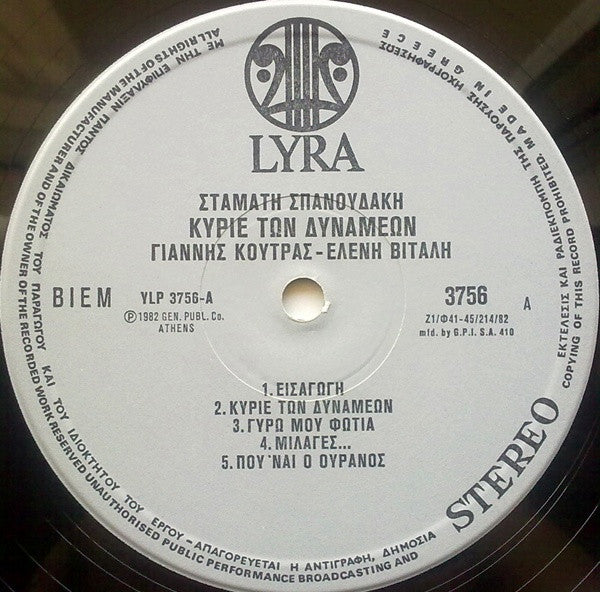 LYRA
ΣΤΑΜΑΤΗ ΣΠΑΝΟΥΔΑΚΗ
ΚΥΡΙΕ ΤΩΝ ΔΥΝΑΜΕΩΝ
ΓΙΑΝΝΗΣ ΚΟΥΤΡΑΣ-ΕΛΕΝΗ ΒΙΤΑΛΗ
BIEM YLP 3756-A
Ⓟ1982 GEN. PUBL. Co.
ATHENS
3756 A
Z1/Φ41-45/214/82
mfd. by G.P.I. S.A. 410
1.ΕΙΣΑΓΩΓΗ
2.ΚΥΡΙΕ ΤΩΝ ΔΥΝΑΜΕΩΝ
3.ΓΥΡΩ ΜΟΥ ΦΩΤΙΑ
4.ΜΙΛΑΓΕΣ...
5.ΠΟΥ 'ΝΑΙ Ο ΟΥΡΑΝΟΣ
STEREO
ΜΕ ΤΗΝ ΕΠΙΦΥΛΑΞΙΝ ΠΑΝΤΟΣ ΔΙΚΑΙΩΜΑΤΟΣ ΤΟΥ ΠΑΡΑΓΩΓΟΥ ΚΑΙ ΤΟΥ ΙΔΙΟΚΤΗΤΟΥ ΤΟΥ ΕΡΓΟΥ-ΑΠΑΓΟΡΕΥΕΤΑΙ Η ΑΝΤΙΓΡΑΦΗ, ΔΗΜΟΣΙΑ ΕΚΤΕΛΕΣΙΣ ΚΑΙ ΡΑΔΙΕΚΠΟΜΠΗ ΤΗΣ ΠΑΡΟΥΣΗΣ ΗΧΟΓΡΑΦΗΣΕΩΣ
ALL RIGHTS OF THE MANUFACTURER AND OF THE OWNER OF THE RECORDED WORK RESERVED UNAUTHORISED PUBLIC PERFORMANCE BROADCASTING AND COPYING OF THIS RECORD PROHIBITED. MADE IN GREECE